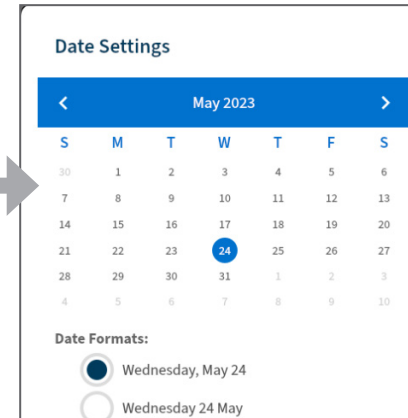 Date Settings
May 2023
S M T W T F S
30 1 2 3 4 5 6
7 8 9 10 11 12 13
14 15 16 17 18 19 20
21 22 23 24 25 26 27
28 29 30 31 1 2 3
4 5 6 7 8 9 10
Date Formats:
Wednesday, May 24
Wednesday 24 May